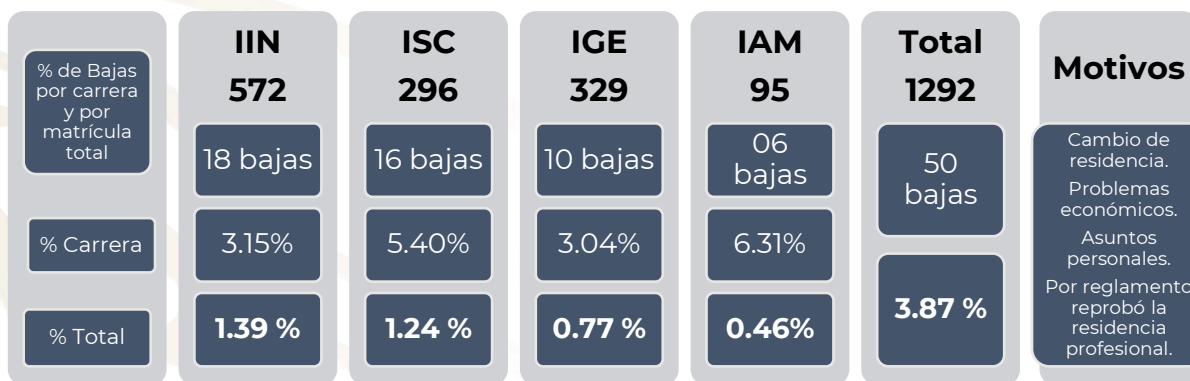 % de Bajas
por carrera
y por
matrícula
total
% Carrera
% Total
IIN
572
18 bajas
3.15%
1.39 %
ISC
296
16 bajas
5.40%
1.24 %
IGE
329
10 bajas
3.04%
0.77 %
IAM
95
06
bajas
6.31%
0.46%
Total
1292
50
bajas
3.87 %
Motivos
Cambio de
residencia.
Problemas
económicos.
Asuntos
personales.
Por reglamento
reprobó la
residencia
profesional.